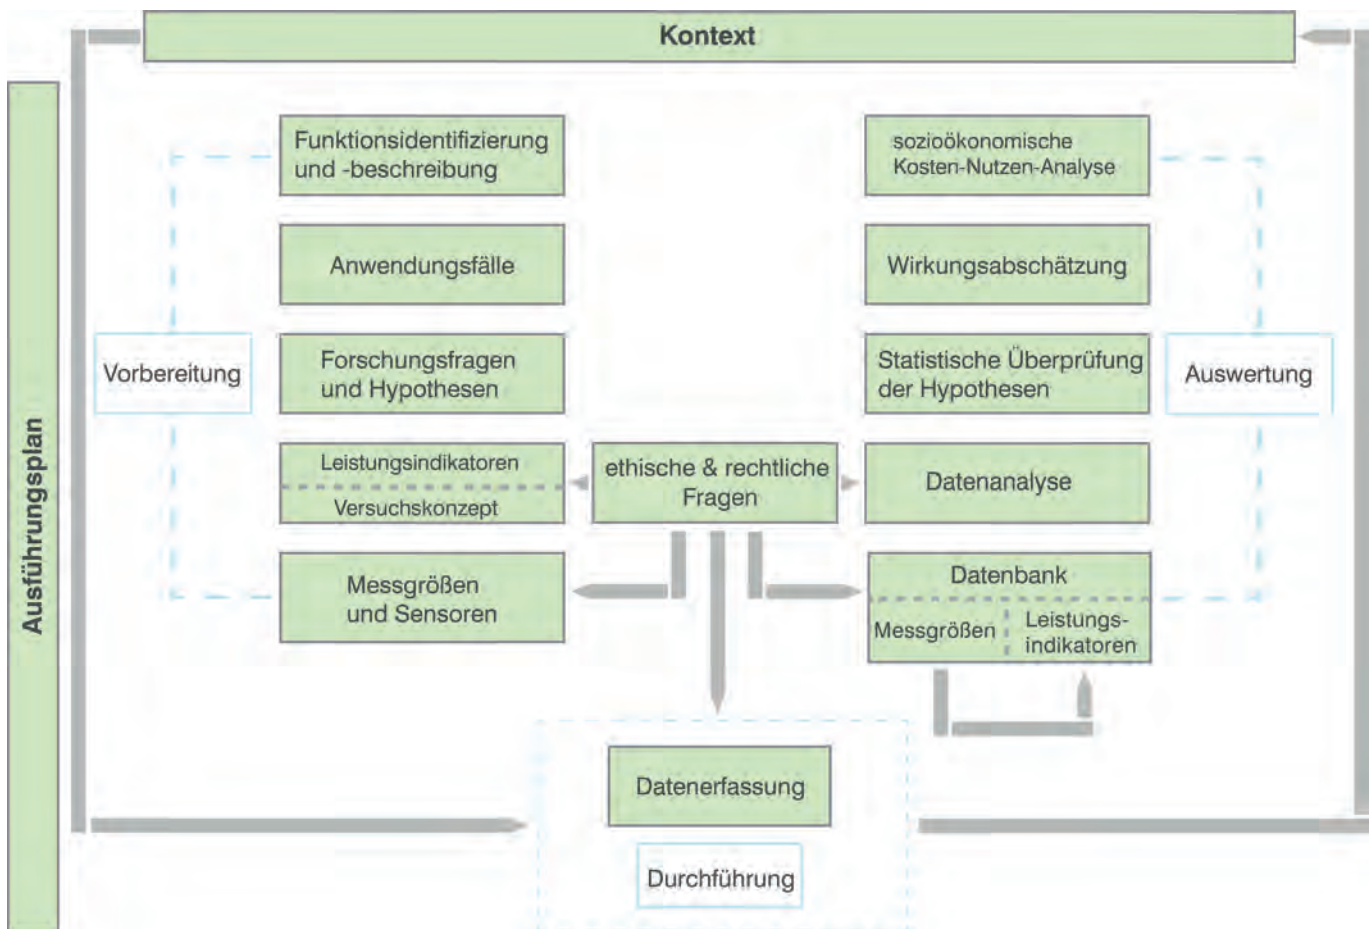 Kontext
Ausführungsplan
Funktionsidentifizierung
und -beschreibung
Anwendungsfälle
Vorbereitung
Forschungsfragen
und Hypothesen
Leistungsindikatoren
Versuchskonzept
Messgrößen
und Sensoren
ethische & rechtliche
Fragen
sozioökonomische
Kosten-Nutzen-Analyse
Wirkungsabschätzung
Statistische Überprüfung
der Hypothesen
Auswertung
Datenanalyse
Datenbank
Messgrößen
Leistungs-
indikatoren
Datenerfassung
Durchführung